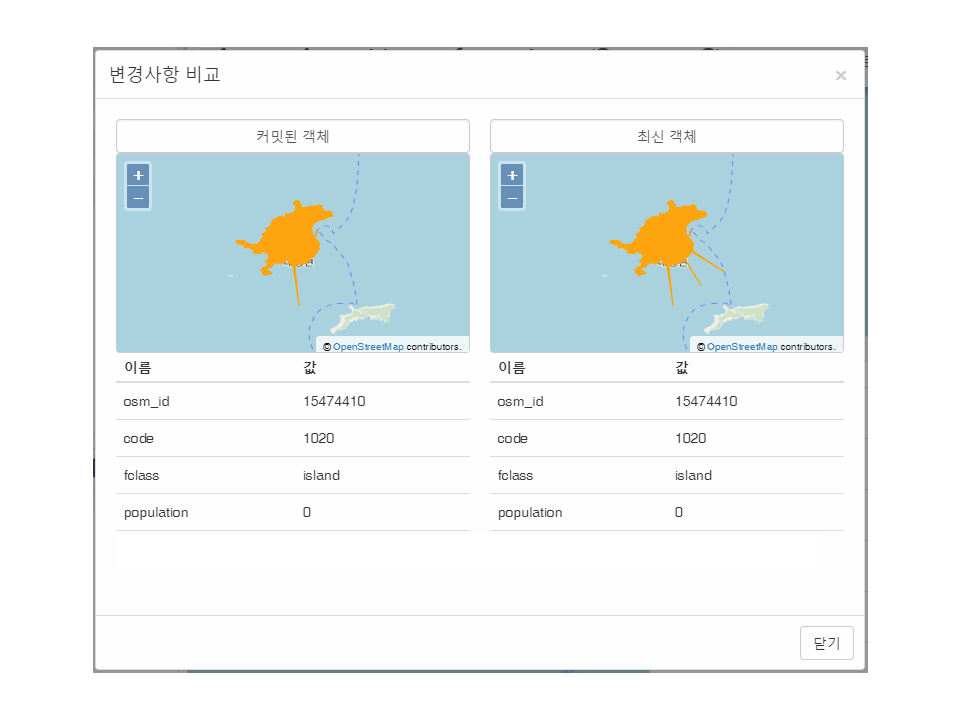 변경사항 비교
×
커밋된 객체
최신 객체
+
−
© OpenStreetMap contributors.
+
−
© OpenStreetMap contributors.
이름 값
osm_id 15474410
code 1020
fclass island
population 0
이름 값
osm_id 15474410
code 1020
fclass island
population 0
닫기